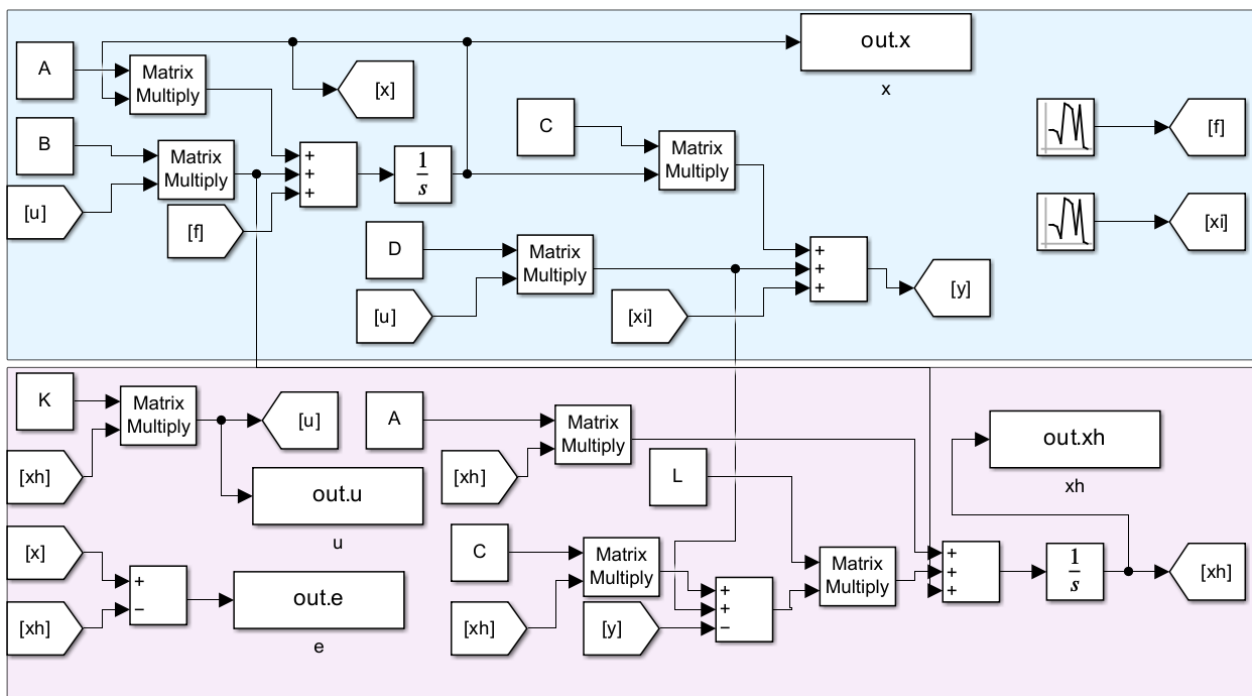 A
Matrix
Multiply
[x]
out.x
x
B
Matrix
Multiply
[u]
[f]
+
+
+
1
s
C
Matrix
Multiply
[f]
[xi]
D
Matrix
Multiply
[u]
[xi]
+
+
+
[y]
K
Matrix
Multiply
[u]
[xh]
out.u
u
A
Matrix
Multiply
[xh]
L
out.xh
xh
[x]
[xh]
+
−
out.e
e
C
Matrix
Multiply
[xh]
[y]
+
+
−
Matrix
Multiply
+
+
+
1
s
[xh]